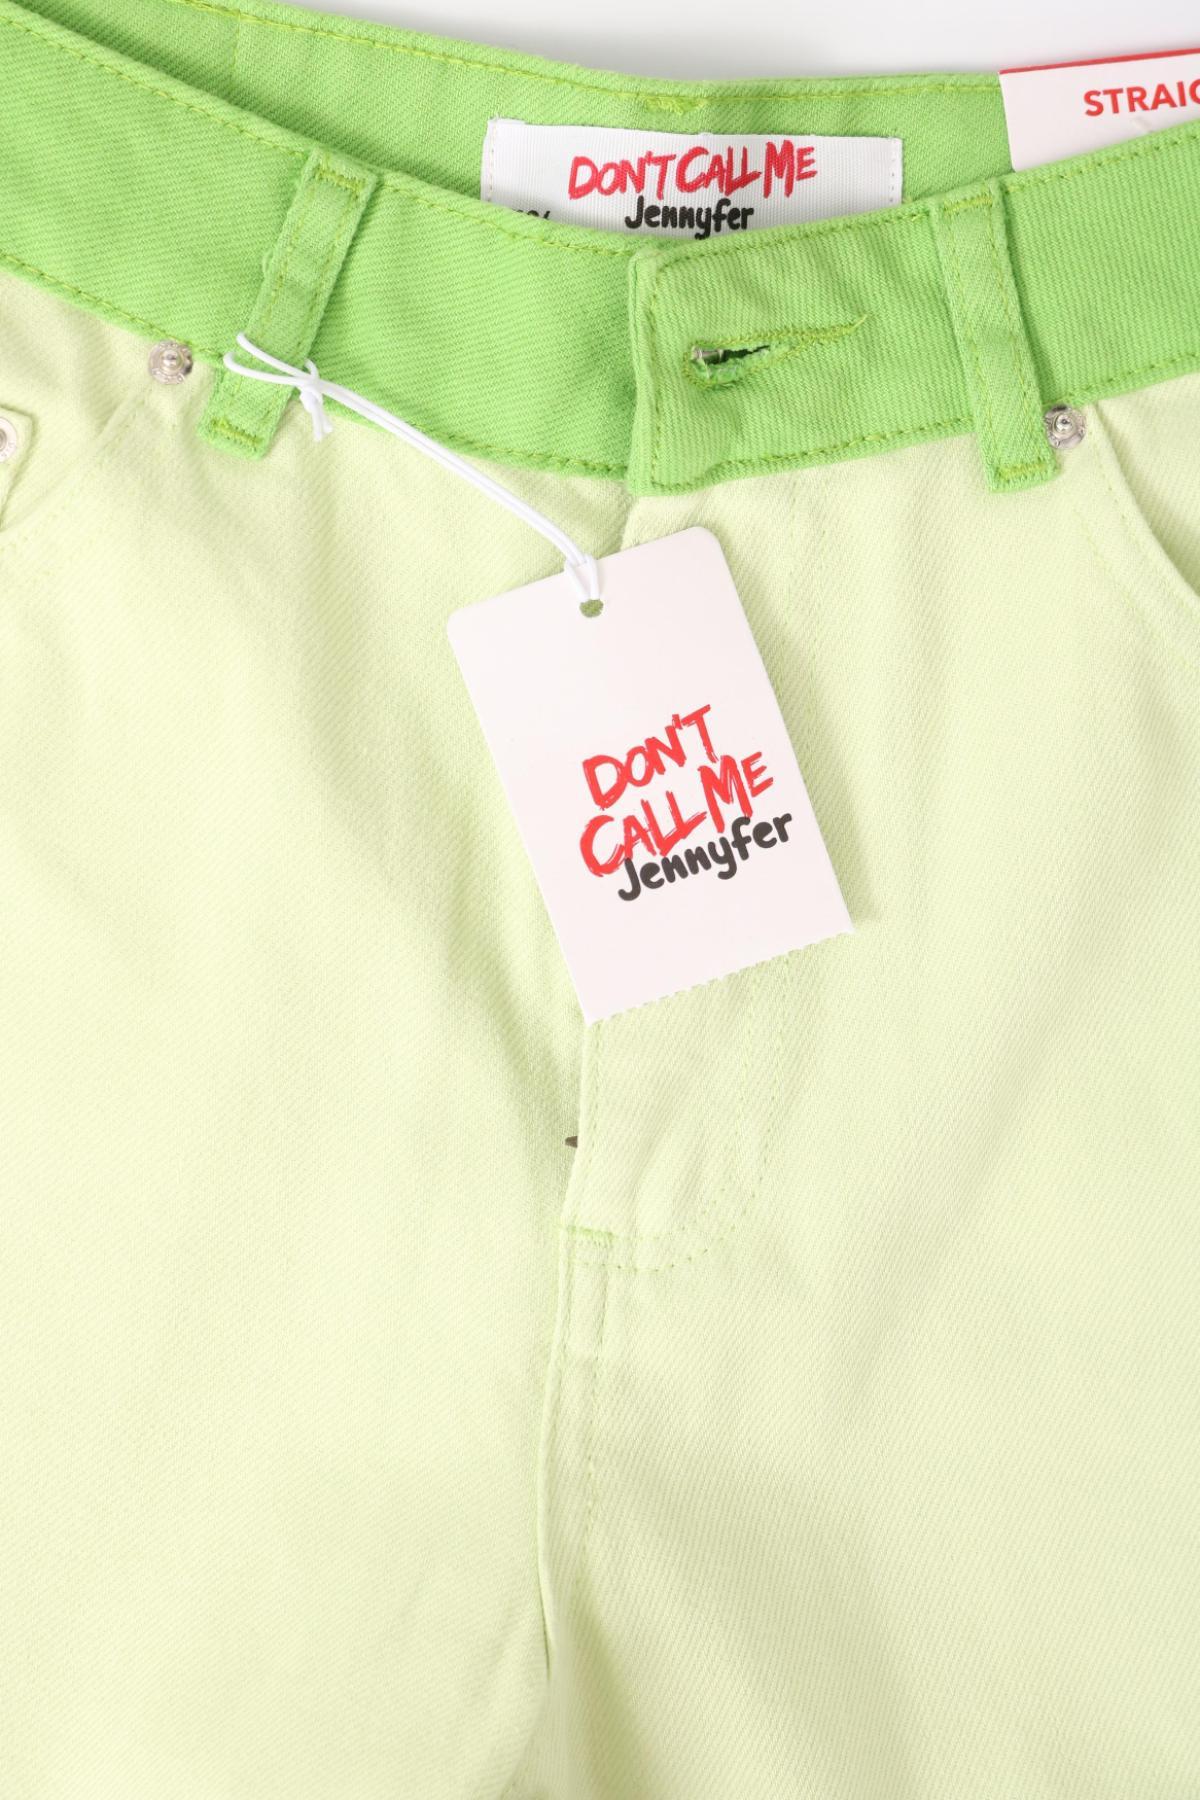 STRAIG
DON'T CALL ME
Jennyfer
DON'T
CALL ME
Jennyfer